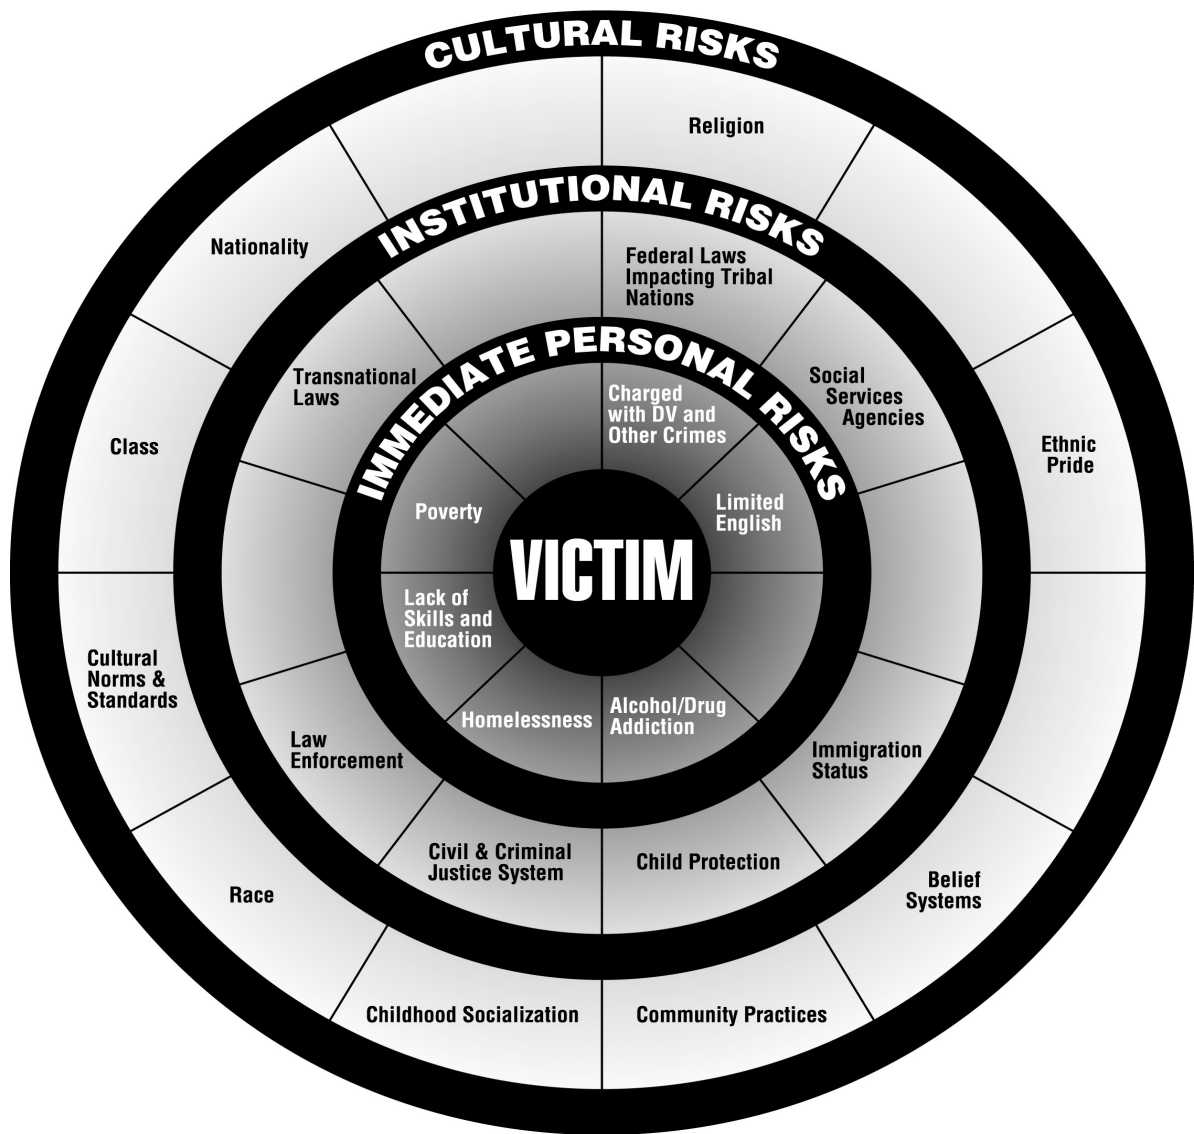 CULTURAL RISKS
Religion
Nationality
Class
Ethnic
Pride
Cultural
Norms &
Standards
Belief
Systems
Race
Childhood Socialization
Community Practices
INSTITUTIONAL RISKS
Federal Laws
Impacting Tribal
Nations
Transnational
Laws
Social
Services
Agencies
Law
Enforcement
Immigration
Status
Civil & Criminal
Justice System
Child Protection
IMMEDIATE PERSONAL RISKS
Charged
with DV and
Other Crimes
Poverty
Limited
English
Lack of
Skills and
Education
Homelessness
Alcohol/Drug
Addiction
VICTIM